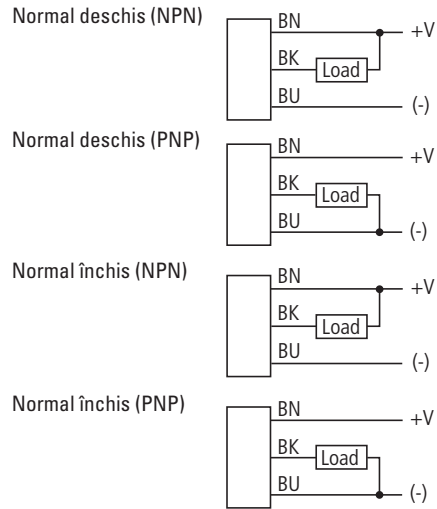 Normal deschis (NPN)
BN
+V
BK
Load
BU
(-)
Normal deschis (PNP)
BN
+V
BK
Load
BU
(-)
Normal închis (NPN)
BN
+V
BK
Load
BU
(-)
Normal închis (PNP)
BN
+V
BK
Load
BU
(-)